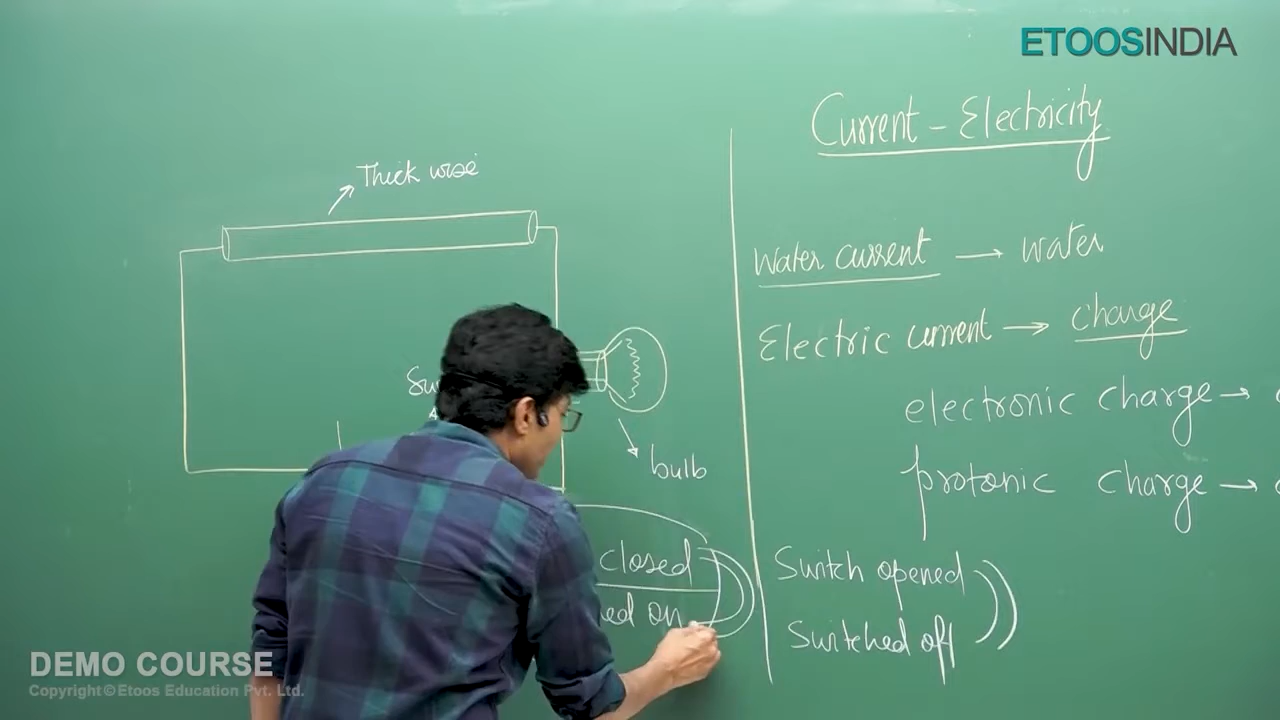 ETOOSINDIA
Current - Electricity
Thick wire
Water current → water
Electric current → charge
electronic charge →
protonic charge →
bulb
closed
on
Switch opened
Switched off
DEMO COURSE
Copyright © Etoos Education Pvt. Ltd.